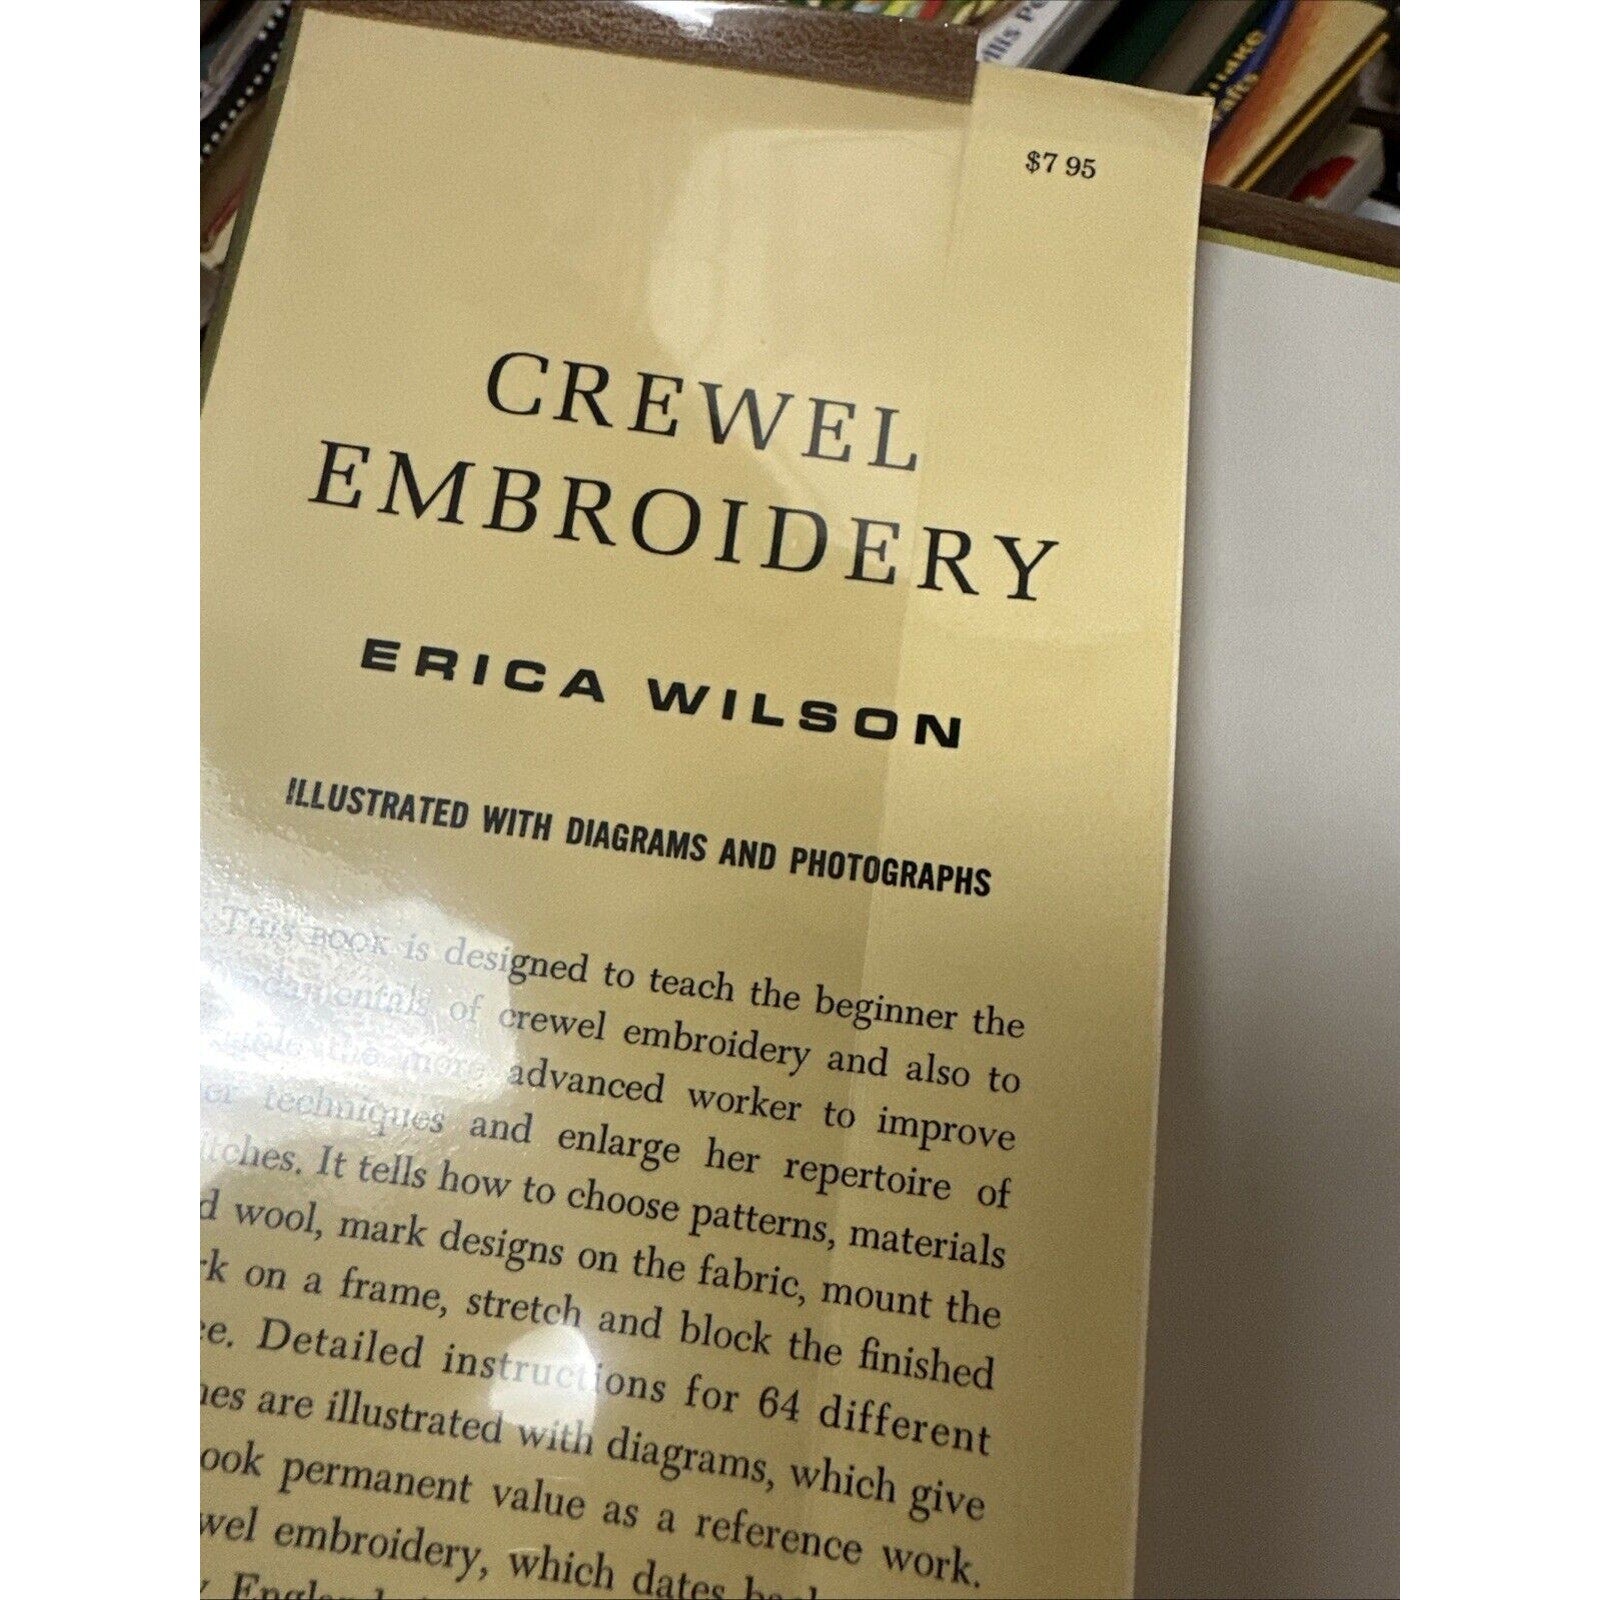 $7 95
CREWEL
EMBROIDERY
ERICA WILSON
ILLUSTRATED WITH DIAGRAMS AND PHOTOGRAPHS
THIS BOOK is designed to teach the beginner the
of crewel embroidery and also to
the more advanced worker to improve
techniques and enlarge her repertoire of
It tells how to choose patterns, materials
wool, mark designs on the fabric, mount the
on a frame, stretch and block the finished
Detailed instructions for 64 different
are illustrated with diagrams, which give
permanent value as a reference work.
embroidery, which dates